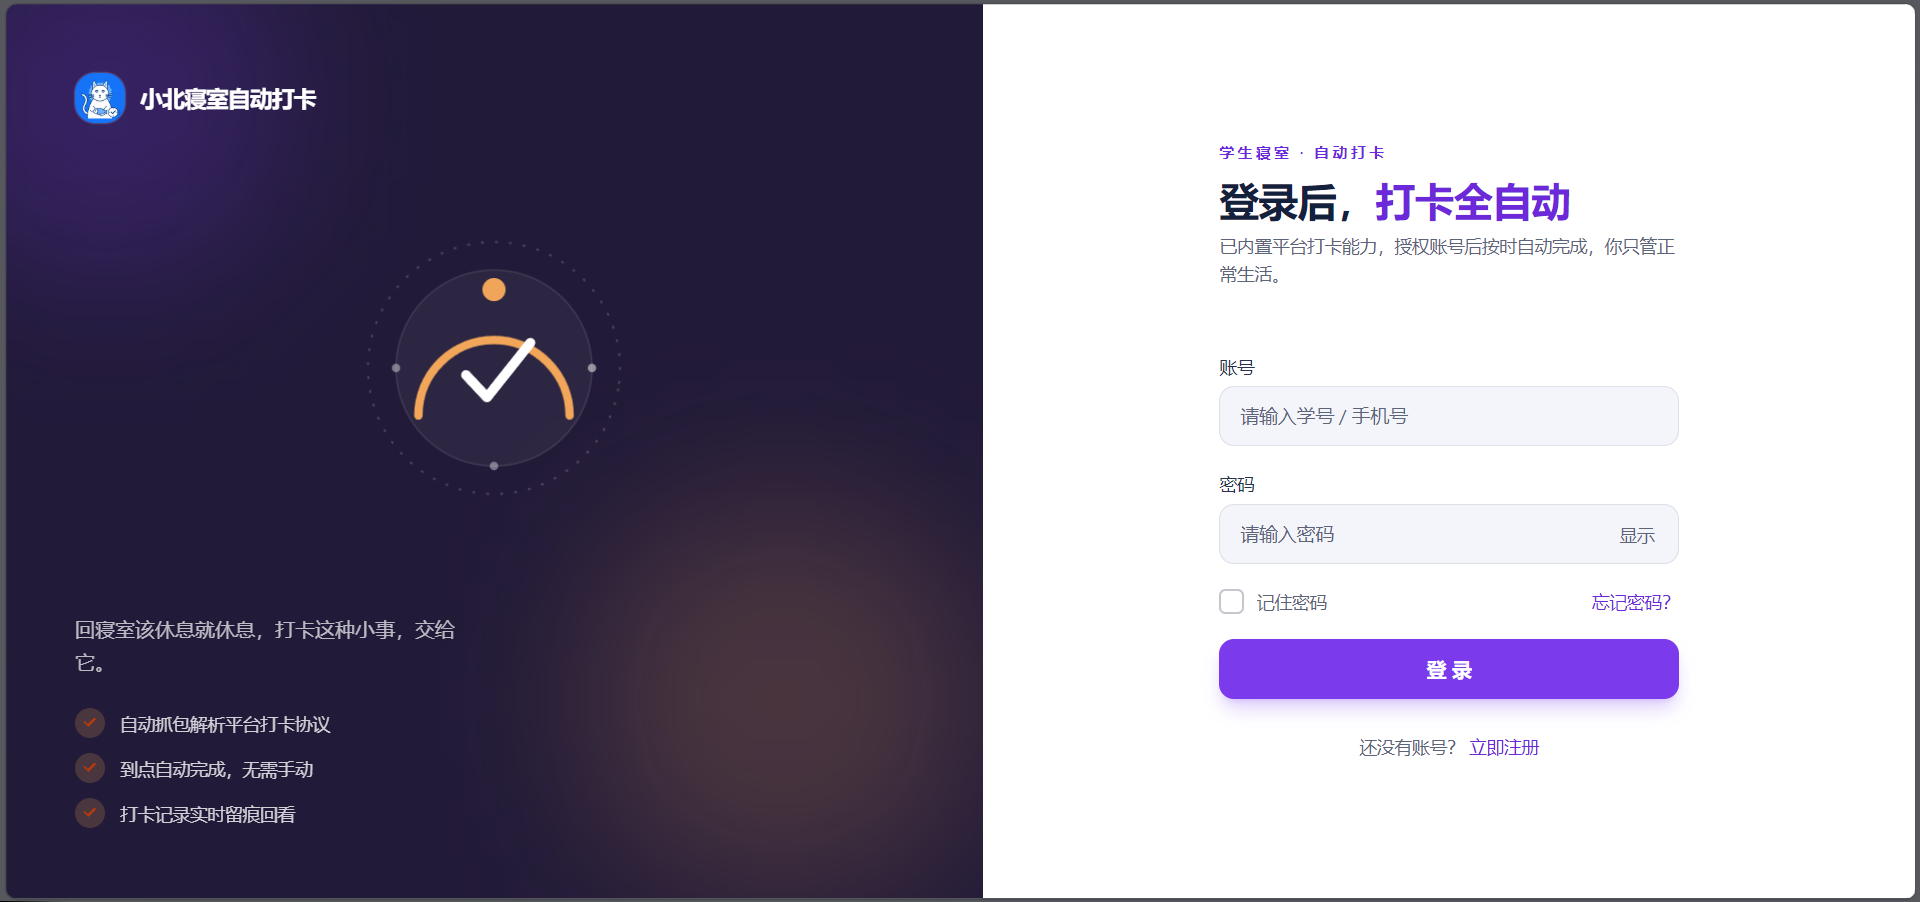 小北寝室自动打卡
回寝室该休息就休息，打卡这种小事，交给
它。
自动抓包解析平台打卡协议
到点自动完成，无需手动
打卡记录实时留痕回看
学生寝室 · 自动打卡
登录后，打卡全自动
已内置平台打卡能力，授权账号后按时自动完成，你只管正
常生活。
账号
请输入学号 / 手机号
密码
请输入密码
显示
记住密码
忘记密码？
登录
还没有账号？ 立即注册